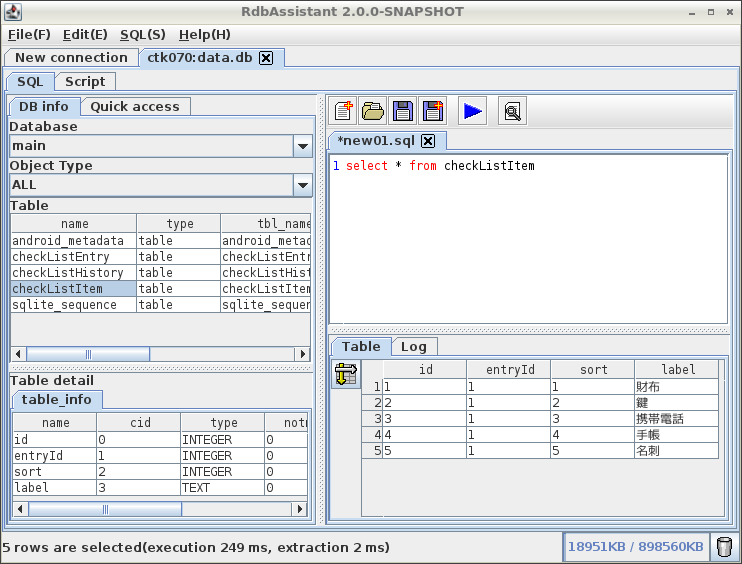 RdbAssistant 2.0.0-SNAPSHOT
File(F) Edit(E) SQL(S) Help(H)
New connection ctk070:data.db
SQL Script
DB info Quick access
Database
main
Object Type
ALL
Table
name type tbl_name
android_metadata table android_metad
checkListEntry table checkListEntr
checkListHistory table checkListHist
checkListItem table checkListItem
sqlite_sequence table sqlite_sequen
Table detail
table_info
name cid type notn
id 0 INTEGER 0
entryId 1 INTEGER 0
sort 2 INTEGER 0
label 3 TEXT 0
*new01.sql
1 select * from checkListItem
Table Log
id entryId sort label
1 1 1 1 財布
2 2 1 2 鍵
3 3 1 3 携帯電話
4 4 1 4 手帳
5 5 1 5 名刺
5 rows are selected(execution 249 ms, extraction 2 ms)
18951KB / 898560KB